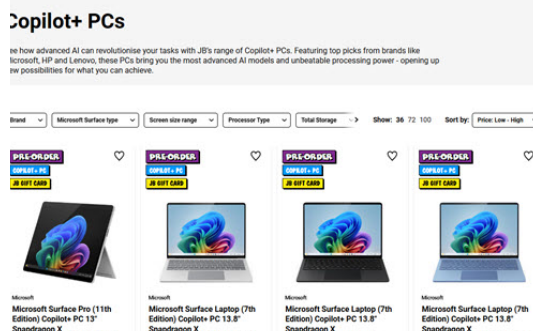 Copilot+ PCs
ee how advanced AI can revolutionise your tasks with JB's range of Copilot+ PCs. Featuring top picks from brands like
licrosoft, HP and Lenovo, these PCs bring you the most advanced AI models and unbeatable processing power - opening up
ew possibilities for what you can achieve.
Brand Microsoft Surface type Screen size range Processor Type Total Storage Show: 36 72 100 Sort by: Price: Low - High
PRE-ORDER PRE-ORDER PRE-ORDER PRE-ORDER
COPILOT+ PC COPILOT+ PC COPILOT+ PC COPILOT+ PC
JB GIFT CARD JB GIFT CARD JB GIFT CARD JB GIFT CARD
Microsoft Microsoft Microsoft Microsoft
Microsoft Surface Pro (11th Microsoft Surface Laptop (7th Microsoft Surface Laptop (7th Microsoft Surface Laptop (7th
Edition) Copilot+ PC 13" Edition) Copilot+ PC 13.8" Edition) Copilot+ PC 13.8" Edition) Copilot+ PC 13.8"
Snapdragon X Snapdragon X Snapdragon X Snapdragon X